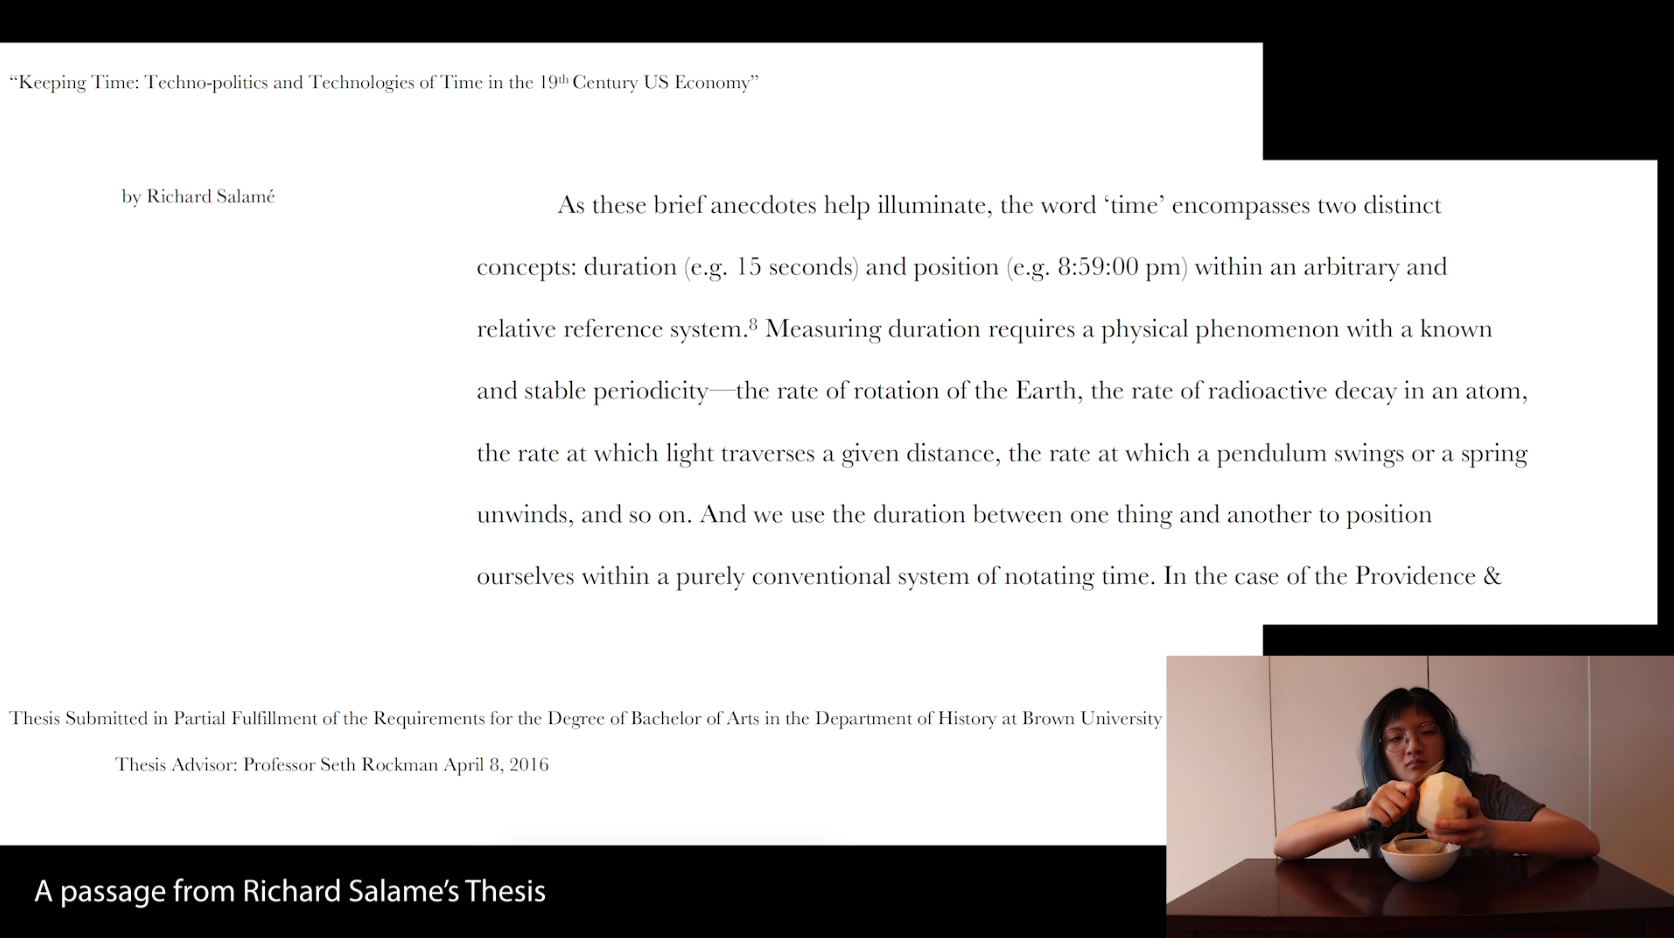 “Keeping Time: Techno-politics and Technologies of Time in the 19th Century US Economy”
by Richard Salamé
As these brief anecdotes help illuminate, the word ‘time’ encompasses two distinct
concepts: duration (e.g. 15 seconds) and position (e.g. 8:59:00 pm) within an arbitrary and
relative reference system.8 Measuring duration requires a physical phenomenon with a known
and stable periodicity—the rate of rotation of the Earth, the rate of radioactive decay in an atom,
the rate at which light traverses a given distance, the rate at which a pendulum swings or a spring
unwinds, and so on. And we use the duration between one thing and another to position
ourselves within a purely conventional system of notating time. In the case of the Providence &
Thesis Submitted in Partial Fulfillment of the Requirements for the Degree of Bachelor of Arts in the Department of History at Brown University
Thesis Advisor: Professor Seth Rockman April 8, 2016
A passage from Richard Salame’s Thesis